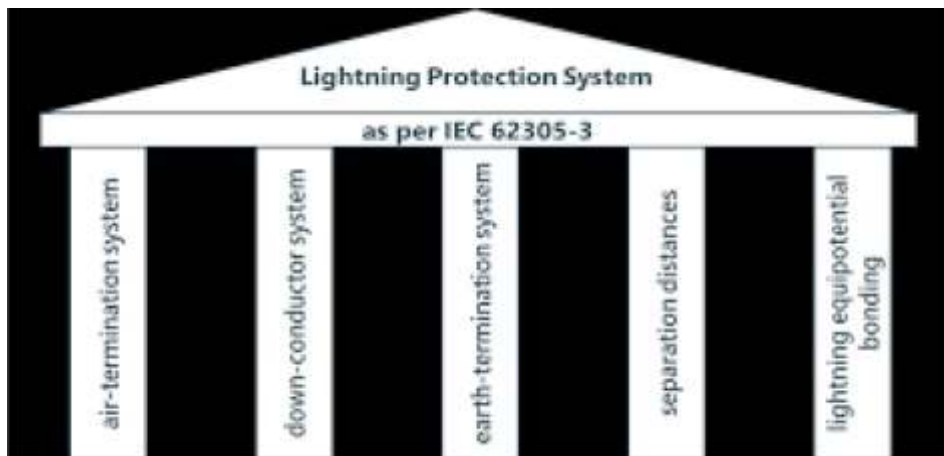 Lightning Protection System
as per IEC 62305-3
air-termination system
down-conductor system
earth-termination system
separation distances
lightning equipotential
bonding